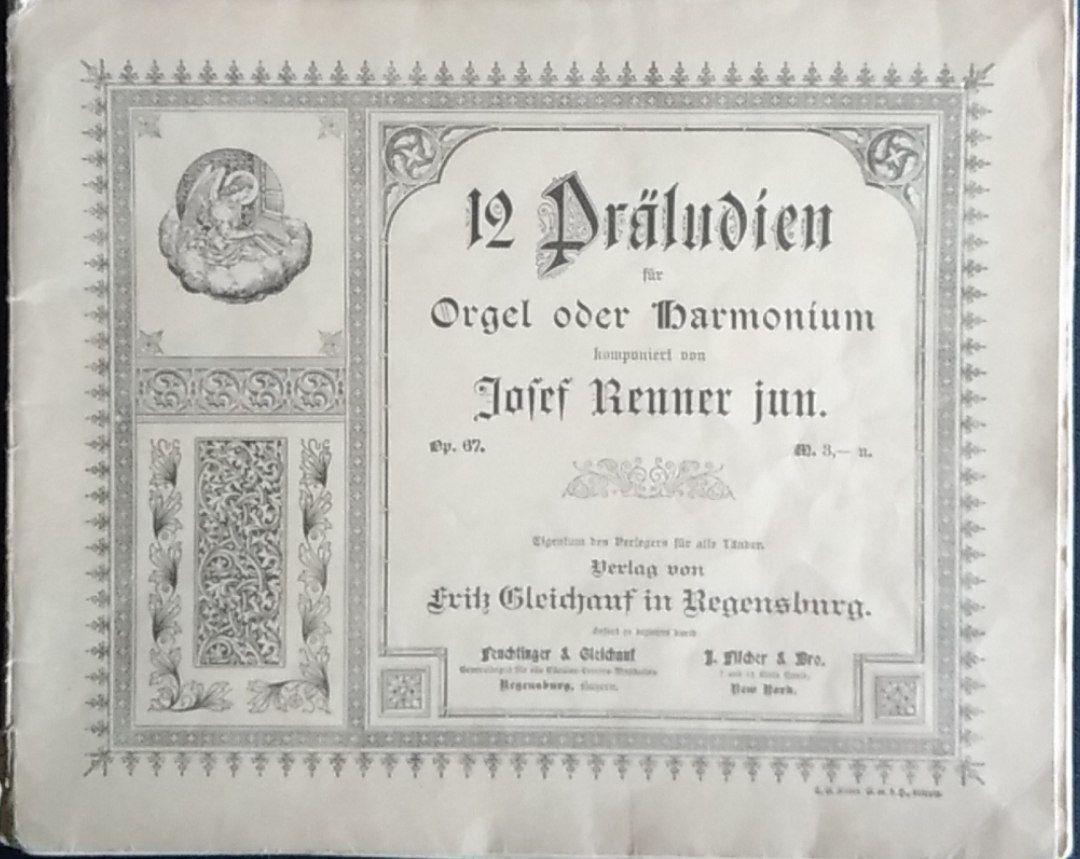 12 Präludien
für
Orgel oder Harmonium
komponiert von
Josef Renner jun.
Op. 67. M. 3,— n.
Eigentum des Verlegers für alle Länder.
Verlag von
Fritz Gleichauf in Regensburg.
durch
Feuchtinger & Gleichauf
Regensburg, Bayern.
J. Fischer & Bro.
New York.